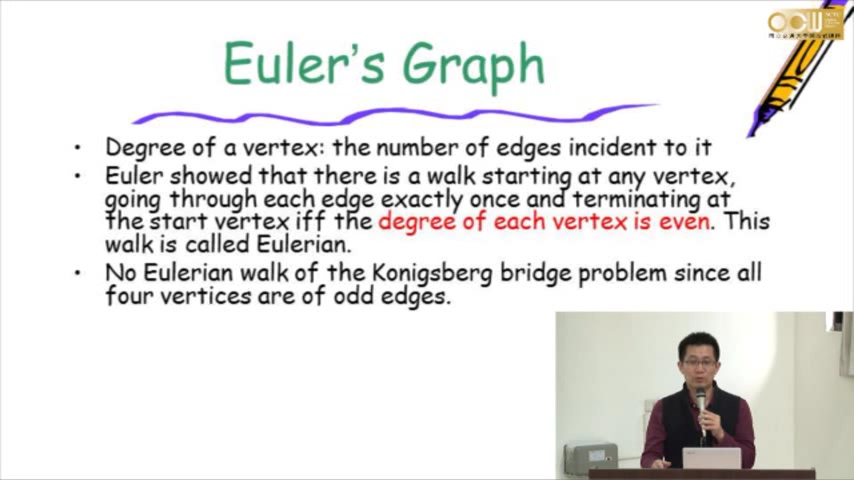 Euler's Graph
• Degree of a vertex: the number of edges incident to it
• Euler showed that there is a walk starting at any vertex,
going through each edge exactly once and terminating at
the start vertex iff the degree of each vertex is even. This
walk is called Eulerian.
• No Eulerian walk of the Konigsberg bridge problem since all
four vertices are of odd edges.
OCW